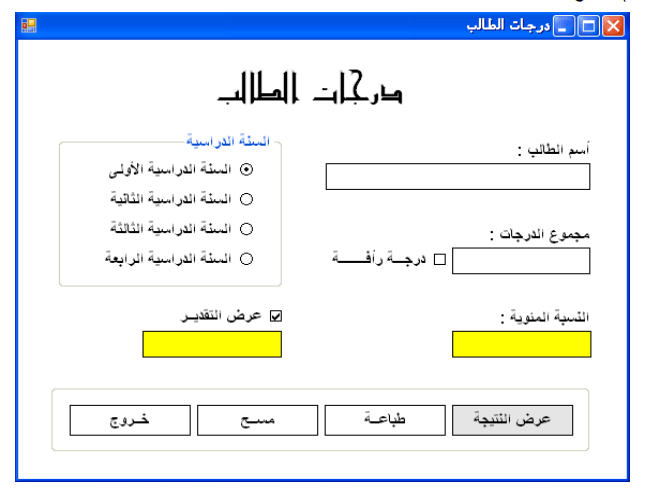 درجات الطالب
درجات الطالب
أسم الطالب :
السنة الدراسية
السنة الدراسية الأولى
السنة الدراسية الثانية
السنة الدراسية الثالثة
السنة الدراسية الرابعة
مجموع الدرجات :
درجــة رأفـــــة
النسبة المئوية :
عرض التقديـر
عرض النتيجة
طباعــة
مســح
خــروج